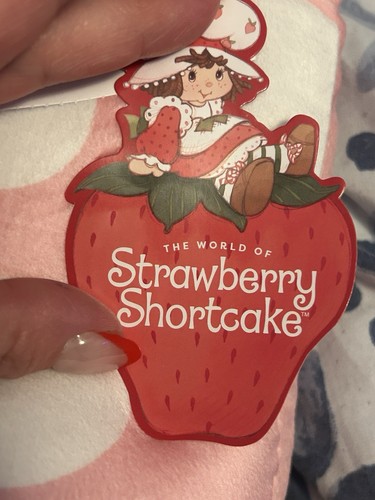 THE WORLD OF
Strawberry
Shortcake™